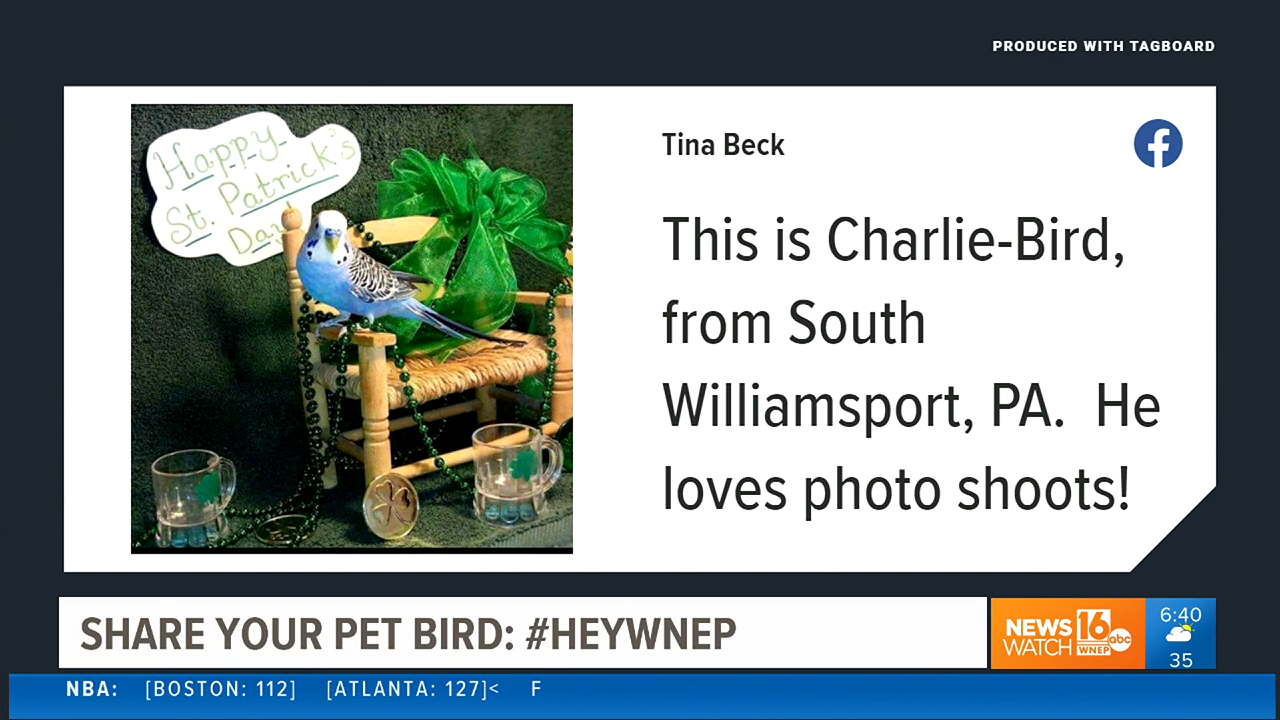 PRODUCED WITH TAGBOARD
Happy
St. Patrick's
Day
Tina Beck
This is Charlie-Bird,
from South
Williamsport, PA.  He
loves photo shoots!
SHARE YOUR PET BIRD: #HEYWNEP
NEWS 16 abc
WATCH WNEP
6:40
35
NBA: [BOSTON: 112] [ATLANTA: 127]< F